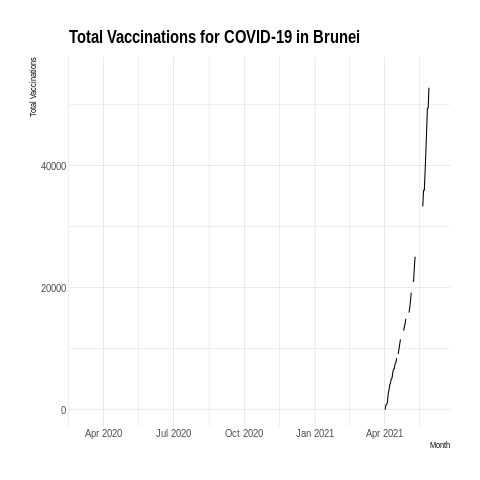 Total Vaccinations for COVID-19 in Brunei
Total Vaccinations
40000
20000
0
Apr 2020 Jul 2020 Oct 2020 Jan 2021 Apr 2021
Month